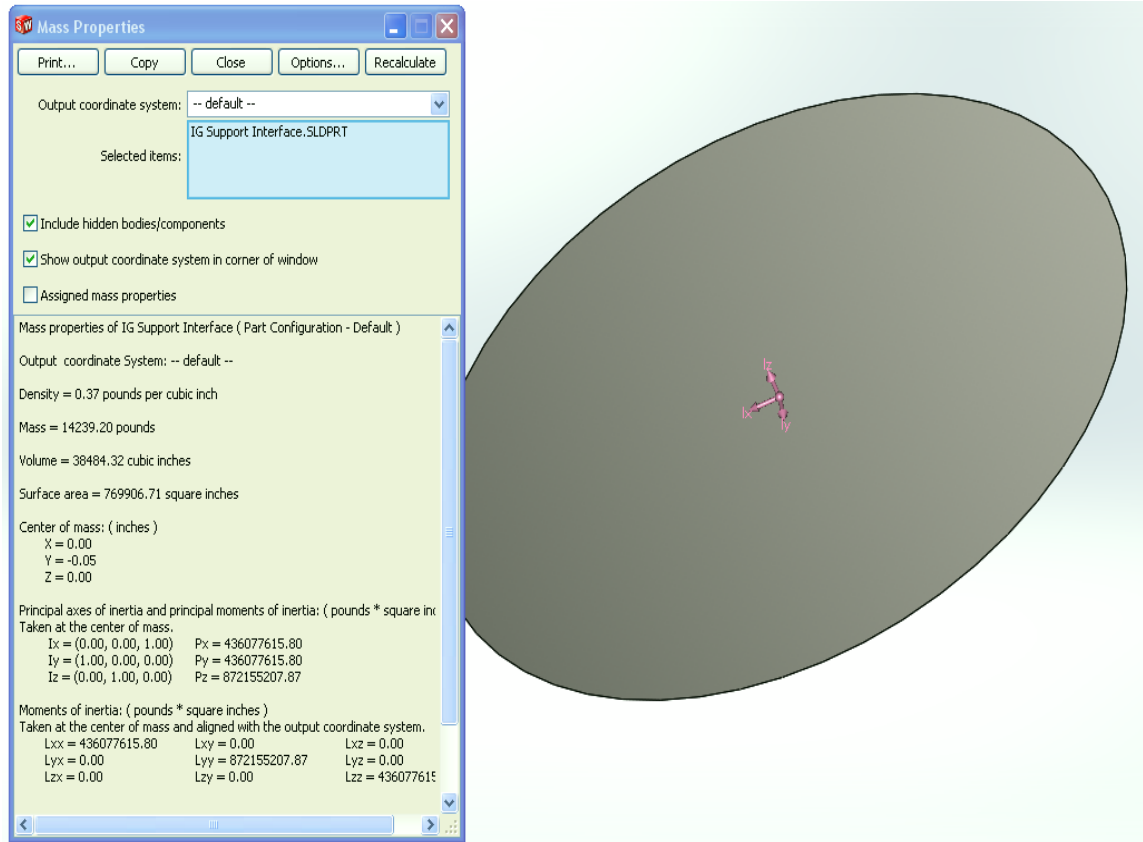 Mass Properties
Print... Copy Close Options... Recalculate
Output coordinate system: -- default --
IG Support Interface.SLDPRT
Selected items:
Include hidden bodies/components
Show output coordinate system in corner of window
Assigned mass properties
Mass properties of IG Support Interface ( Part Configuration - Default )
Output coordinate System: -- default --
Density = 0.37 pounds per cubic inch
Mass = 14239.20 pounds
Volume = 38484.32 cubic inches
Surface area = 769906.71 square inches
Center of mass: ( inches )
X = 0.00
Y = -0.05
Z = 0.00
Principal axes of inertia and principal moments of inertia: ( pounds * square inc
Taken at the center of mass.
Ix = (0.00, 0.00, 1.00) Px = 436077615.80
Iy = (1.00, 0.00, 0.00) Py = 436077615.80
Iz = (0.00, 1.00, 0.00) Pz = 872155207.87
Moments of inertia: ( pounds * square inches )
Taken at the center of mass and aligned with the output coordinate system.
Lxx = 436077615.80 Lxy = 0.00 Lxz = 0.00
Lyx = 0.00 Lyy = 872155207.87 Lyz = 0.00
Lzx = 0.00 Lzy = 0.00 Lzz = 436077615
Iz
Ix
Iy